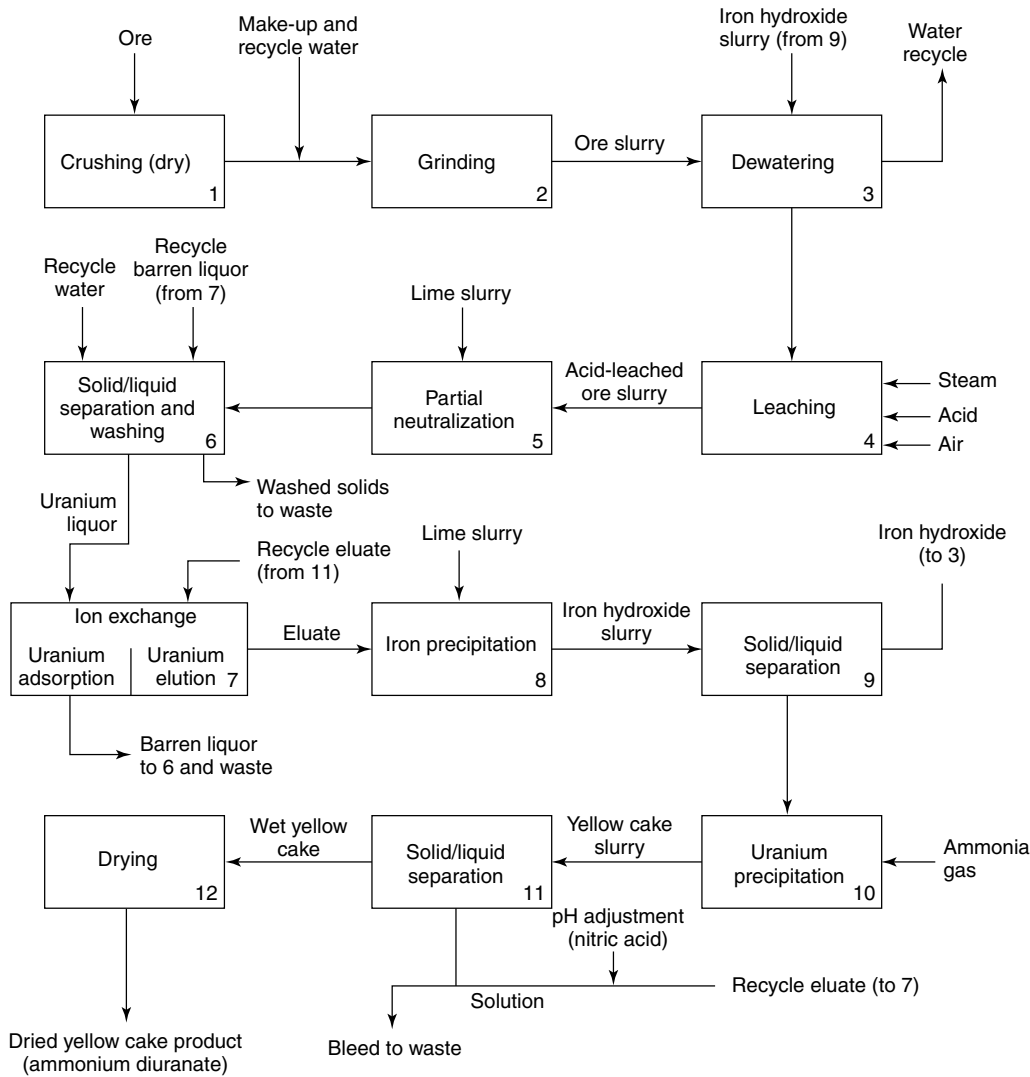 Ore
Make-up and
recycle water
Iron hydroxide
slurry (from 9)
Water
recycle
Crushing (dry)
1
Grinding
2
Ore slurry
Dewatering
3
Recycle
water
Recycle
barren liquor
(from 7)
Lime slurry
Solid/liquid
separation and
washing
6
Partial
neutralization
5
Acid-leached
ore slurry
Leaching
4
Steam
Acid
Air
Uranium
liquor
Washed solids
to waste
Recycle eluate
(from 11)
Lime slurry
Iron hydroxide
(to 3)
Ion exchange
Uranium
adsorption
Uranium
elution
7
Eluate
Iron precipitation
8
Iron hydroxide
slurry
Solid/liquid
separation
9
Barren liquor
to 6 and waste
Drying
12
Wet yellow
cake
Solid/liquid
separation
11
Yellow cake
slurry
Uranium
precipitation
10
Ammonia
gas
pH adjustment
(nitric acid)
Solution
Recycle eluate (to 7)
Bleed to waste
Dried yellow cake product
(ammonium diuranate)